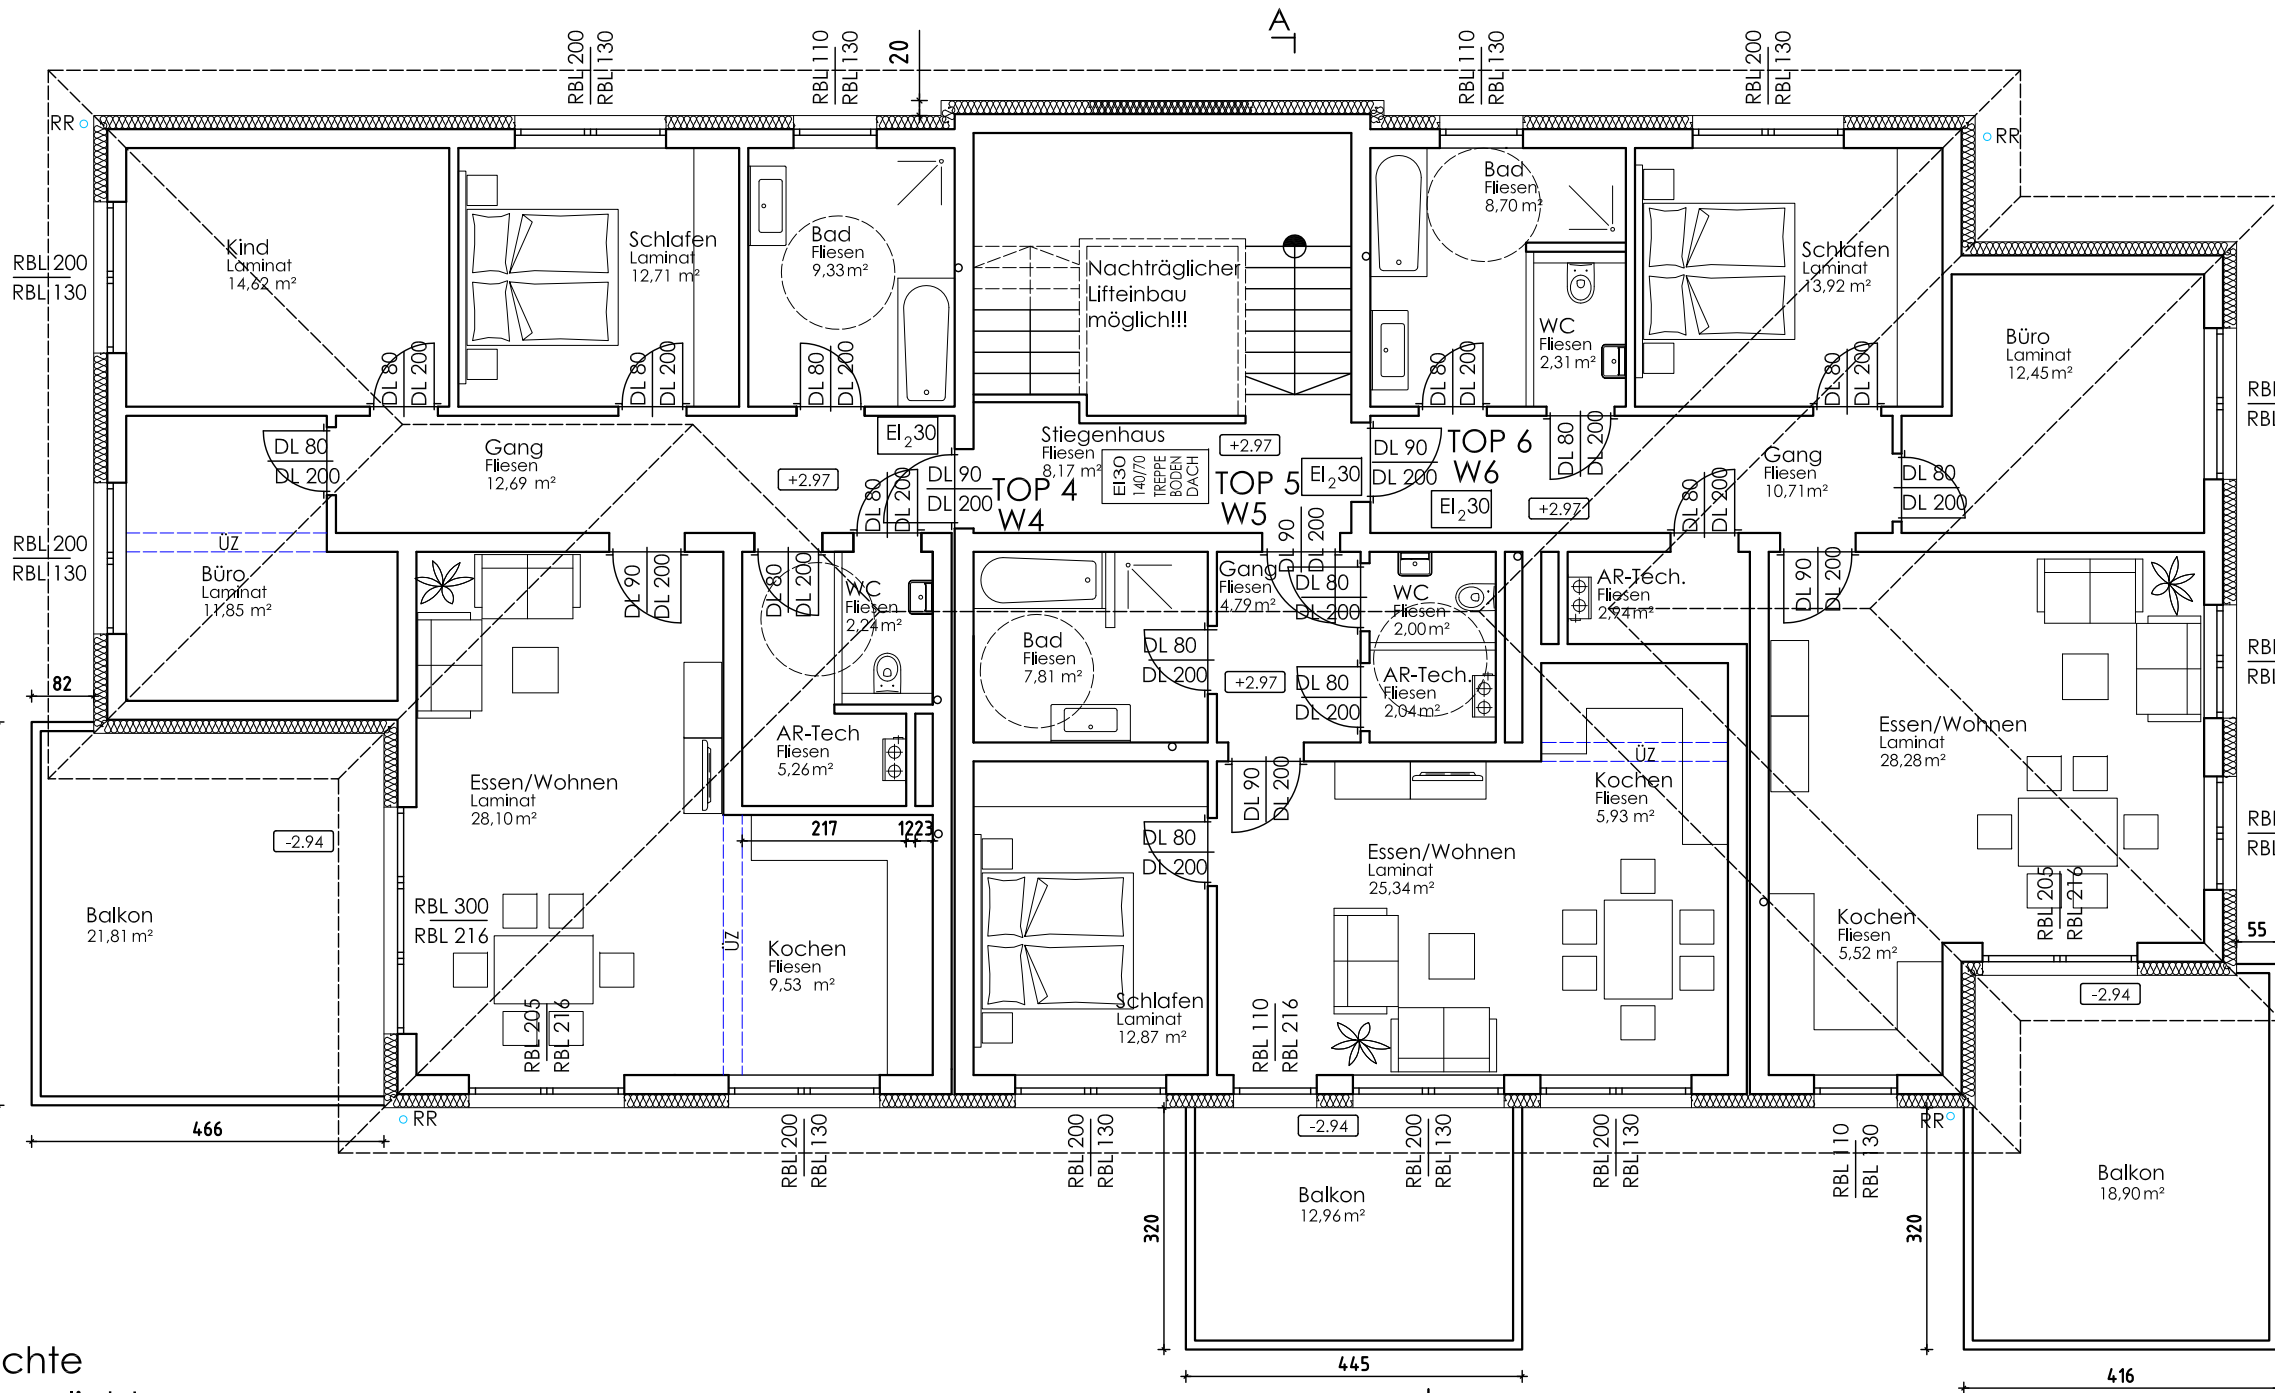 A
RBL 200
RBL 130
RBL 110
RBL 130
20
RBL 110
RBL 130
RBL 200
RBL 130
RR
RR
Kind
Laminat
14,62 m²
Schlafen
Laminat
12,71 m²
Bad
Fliesen
9,33 m²
Nachträglicher
Lifteinbau
möglich!!!
Bad
Fliesen
8,70 m²
WC
Fliesen
2,31 m²
Schlafen
Laminat
13,92 m²
Büro
Laminat
12,45 m²
RBL 200
RBL 130
DL 80
DL 200
DL 80
DL 200
DL 80
DL 200
DL 80
DL 200
DL 80
DL 200
DL 80
DL 200
Gang
Fliesen
12,69 m²
+2.97
EI₂30
DL 80
DL 200
DL 90
DL 200
TOP 4
W4
Stiegenhaus
Fliesen
8,17 m²
EI30
140/70
TREPPE
BODEN
DACH
+2.97
TOP 5
W5
EI₂30
DL 90
DL 200
TOP 6
W6
EI₂30
DL 80
DL 200
+2.97
DL 80
DL 200
Gang
Fliesen
10,71 m²
DL 80
DL 200
RBL 200
RBL 130
ÜZ
Büro
Laminat
11,85 m²
DL 90
DL 200
DL 80
DL 200
WC
Fliesen
2,24 m²
DL 90
DL 200
Gang
Fliesen
4,79 m²
DL 80
DL 200
WC
Fliesen
2,00 m²
AR-Tech.
Fliesen
2,94 m²
DL 90
DL 200
Bad
Fliesen
7,81 m²
DL 80
DL 200
+2.97
DL 80
DL 200
AR-Tech.
Fliesen
2,04 m²
82
AR-Tech
Fliesen
5,26 m²
Essen/Wohnen
Laminat
28,10 m²
217
12
23
DL 90
DL 200
ÜZ
Kochen
Fliesen
5,93 m²
Essen/Wohnen
Laminat
28,28 m²
RBL
RBL
RBL
RBL
RBL
RBL
-2.94
Balkon
21,81 m²
RBL 300
RBL 216
RBL 205
RBL 216
ÜZ
Kochen
Fliesen
9,53 m²
DL 80
DL 200
Schlafen
Laminat
12,87 m²
Essen/Wohnen
Laminat
25,34 m²
RBL 110
RBL 216
Kochen
Fliesen
5,52 m²
RBL 205
RBL 216
55
-2.94
466
RR
RBL 200
RBL 130
RBL 200
RBL 130
-2.94
RBL 200
RBL 130
RBL 200
RBL 130
RBL 110
RBL 130
RR
320
Balkon
12,96 m²
445
320
Balkon
18,90 m²
416
chte